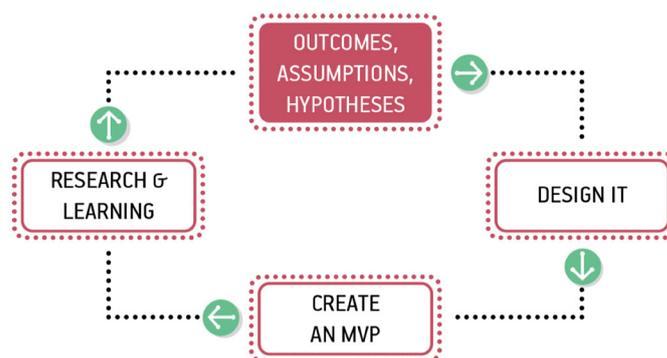 OUTCOMES,
ASSUMPTIONS,
HYPOTHESES
RESEARCH &
LEARNING
DESIGN IT
CREATE
AN MVP